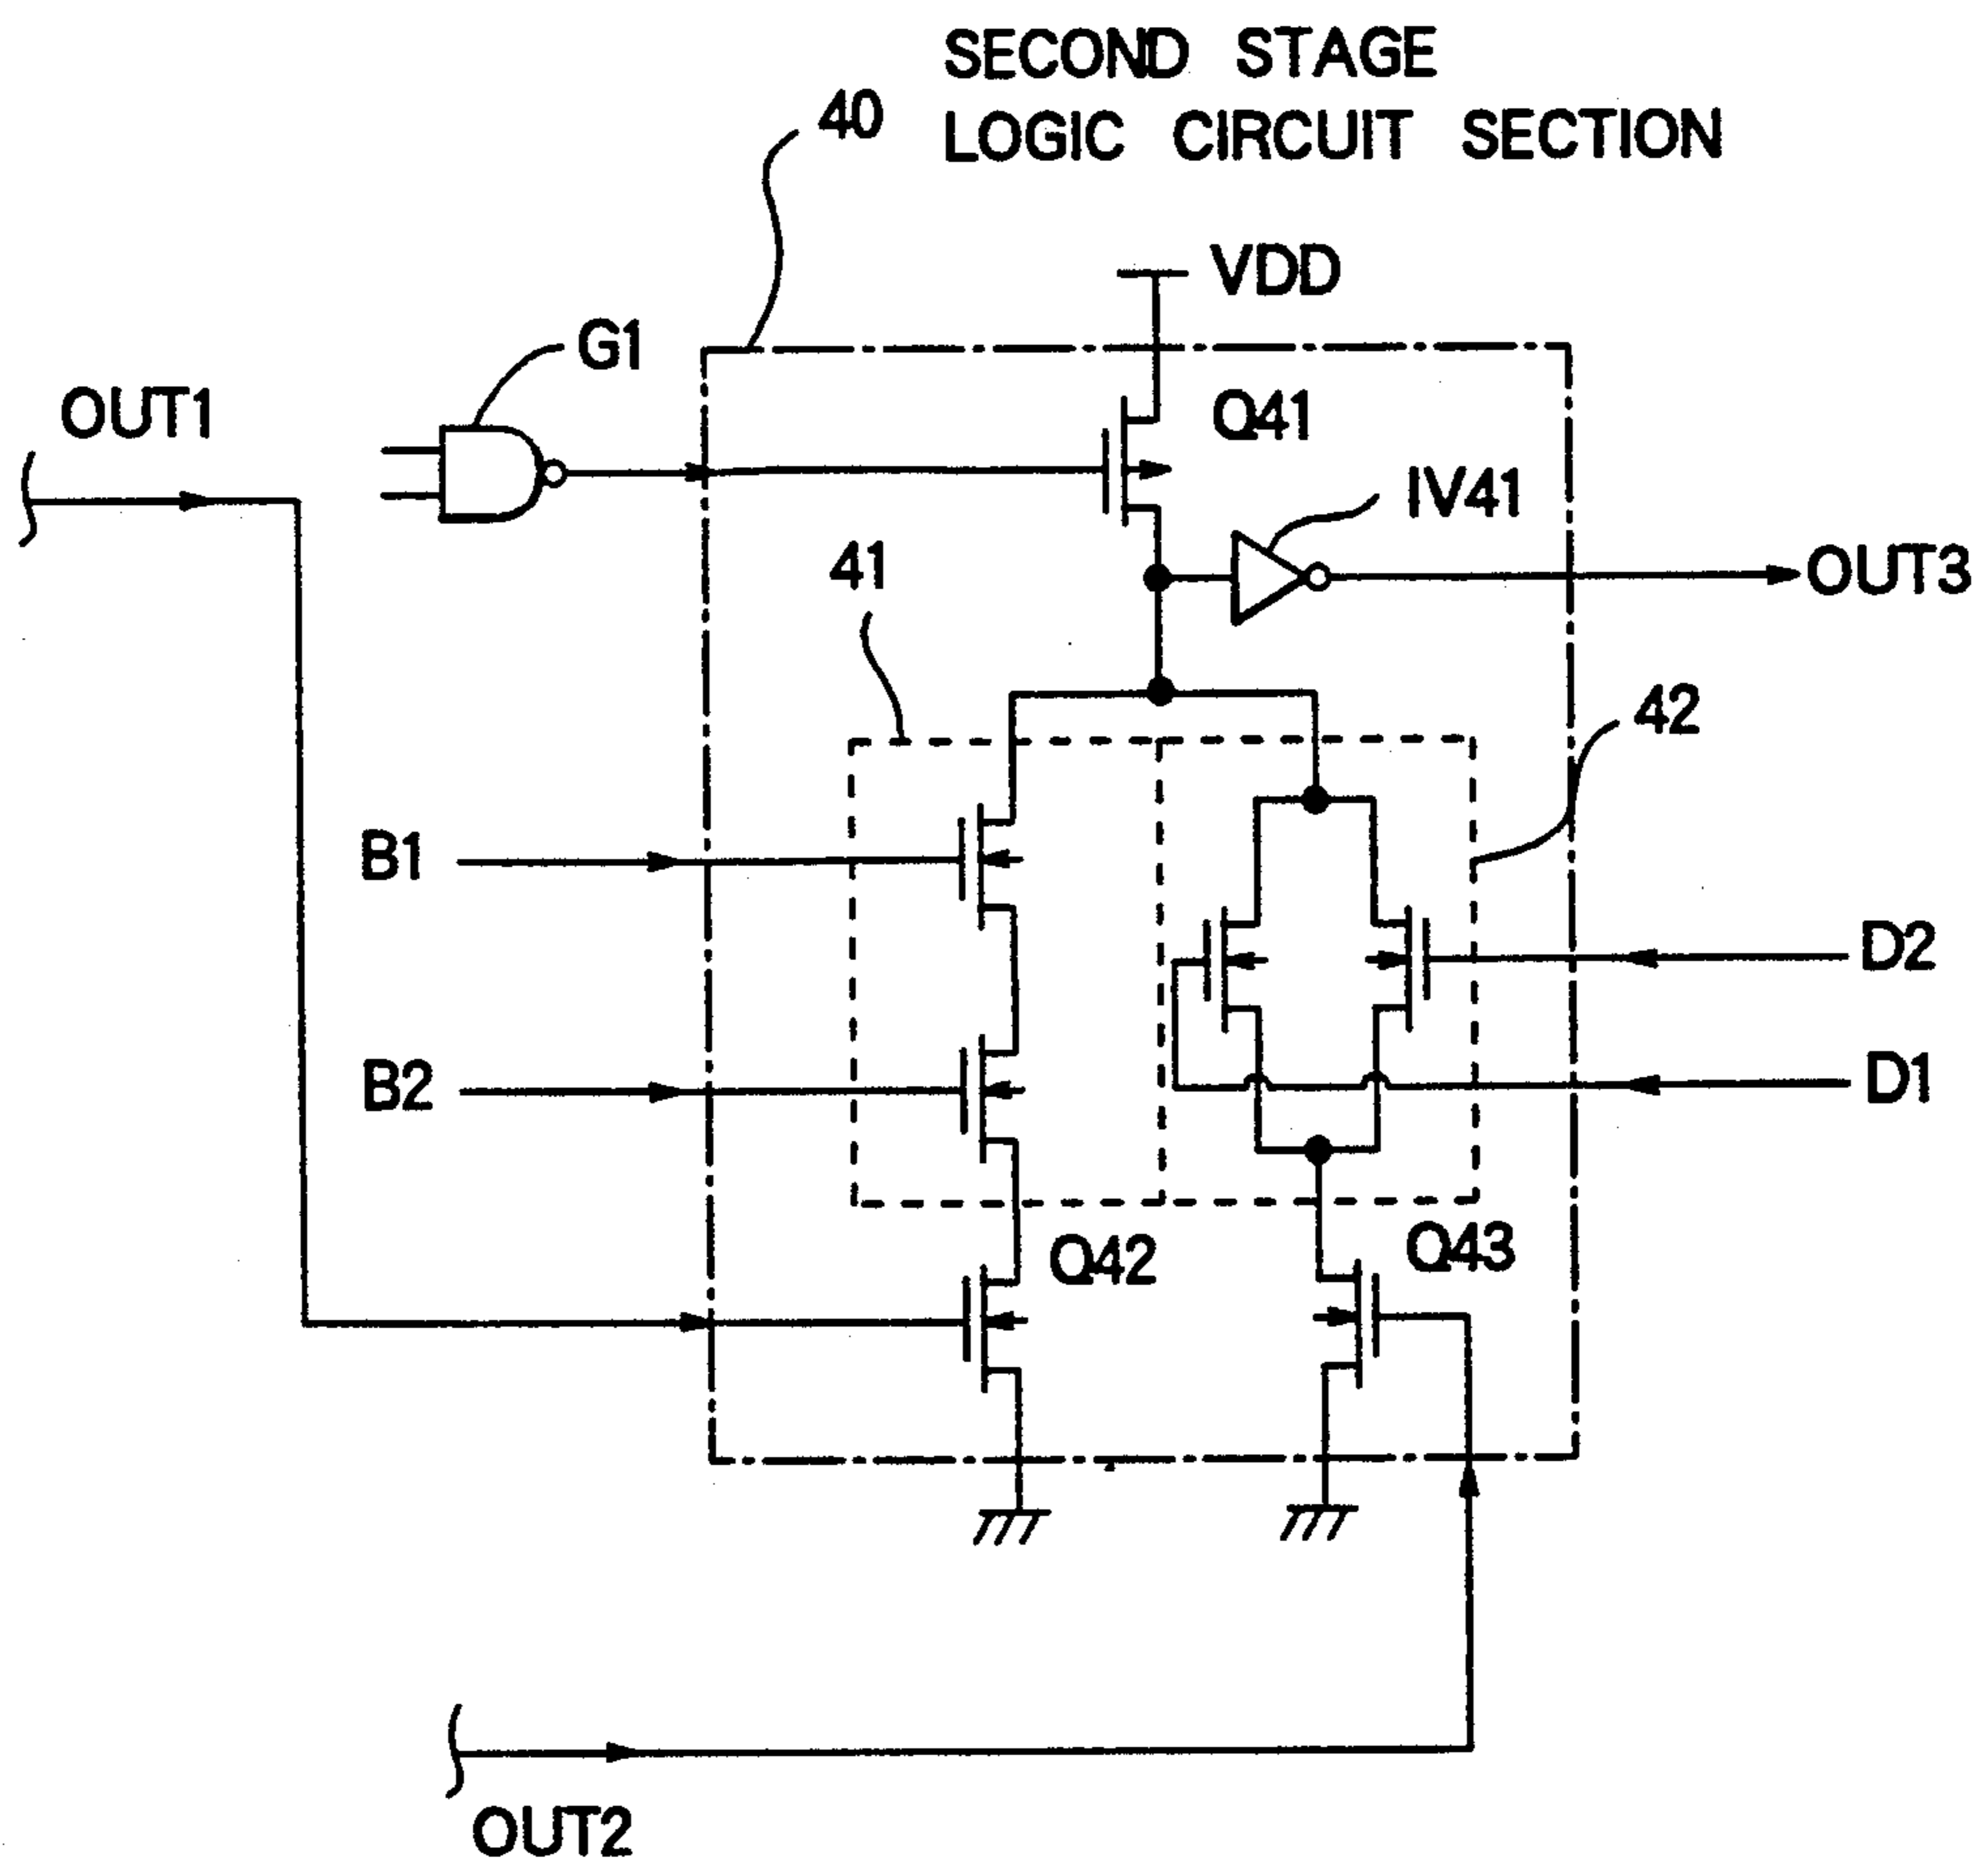 SECOND STAGE
LOGIC CIRCUIT SECTION
40
VDD
G1
OUT1
Q41
IV41
41
OUT3
42
B1
D2
B2
D1
Q42
Q43
OUT2